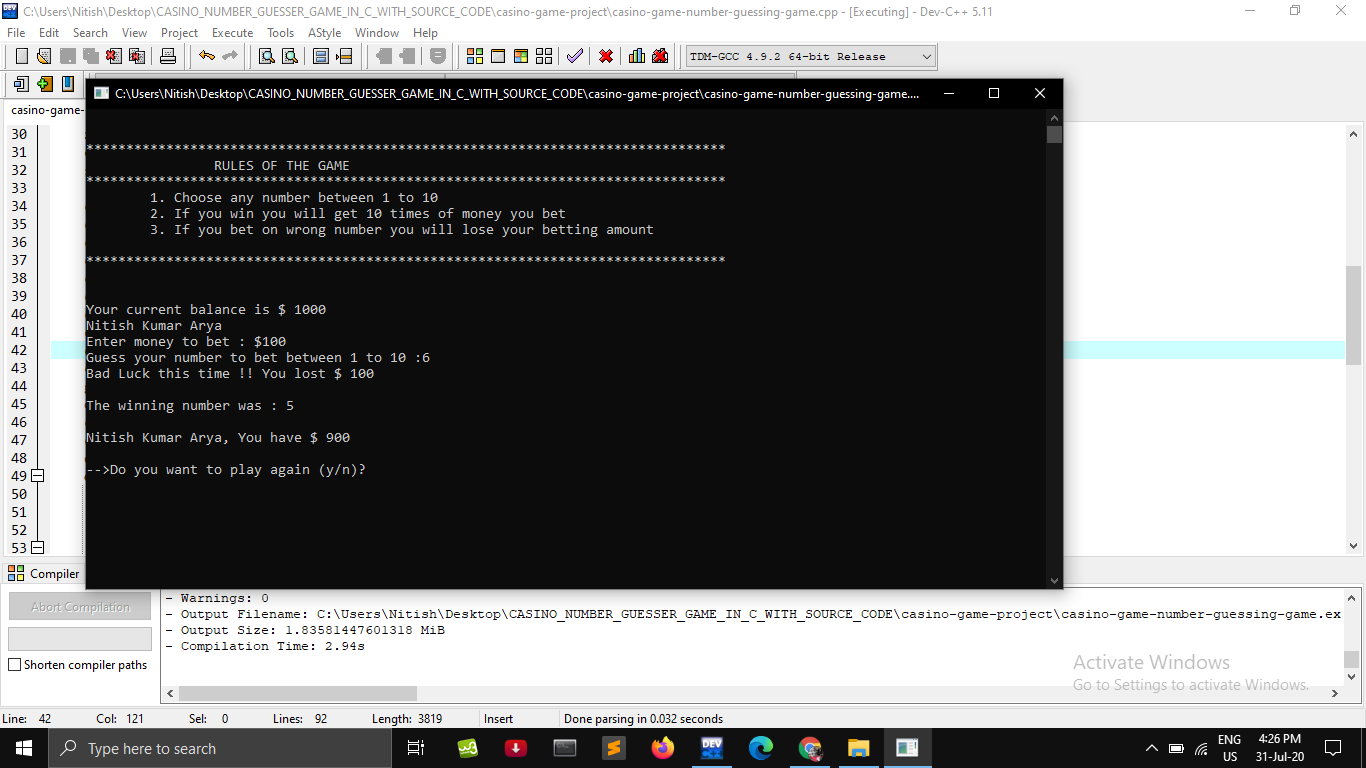 C:\Users\Nitish\Desktop\CASINO_NUMBER_GUESSER_GAME_IN_C_WITH_SOURCE_CODE\casino-game-project\casino-game-number-guessing-game.cpp - [Executing] - Dev-C++ 5.11
File Edit Search View Project Execute Tools AStyle Window Help
TDM-GCC 4.9.2 64-bit Release
C:\Users\Nitish\Desktop\CASINO_NUMBER_GUESSER_GAME_IN_C_WITH_SOURCE_CODE\casino-game-project\casino-game-number-guessing-game....
casino-game-
30
31
32
33
34
35
36
37
38
39
40
41
42
43
44
45
46
47
48
49
50
51
52
53
********************************************************************************
RULES OF THE GAME
********************************************************************************
1. Choose any number between 1 to 10
2. If you win you will get 10 times of money you bet
3. If you bet on wrong number you will lose your betting amount
********************************************************************************
Your current balance is $ 1000
Nitish Kumar Arya
Enter money to bet : $100
Guess your number to bet between 1 to 10 :6
Bad Luck this time !! You lost $ 100
The winning number was : 5
Nitish Kumar Arya, You have $ 900
-->Do you want to play again (y/n)?
Compiler
Abort Compilation
Shorten compiler paths
- Warnings: 0
- Output Filename: C:\Users\Nitish\Desktop\CASINO_NUMBER_GUESSER_GAME_IN_C_WITH_SOURCE_CODE\casino-game-project\casino-game-number-guessing-game.ex
- Output Size: 1.83581447601318 MiB
- Compilation Time: 2.94s
Activate Windows
Go to Settings to activate Windows.
Line: 42 Col: 121 Sel: 0 Lines: 92 Length: 3819 Insert Done parsing in 0.032 seconds
Type here to search
DEV
ENG
US
4:26 PM
31-Jul-20